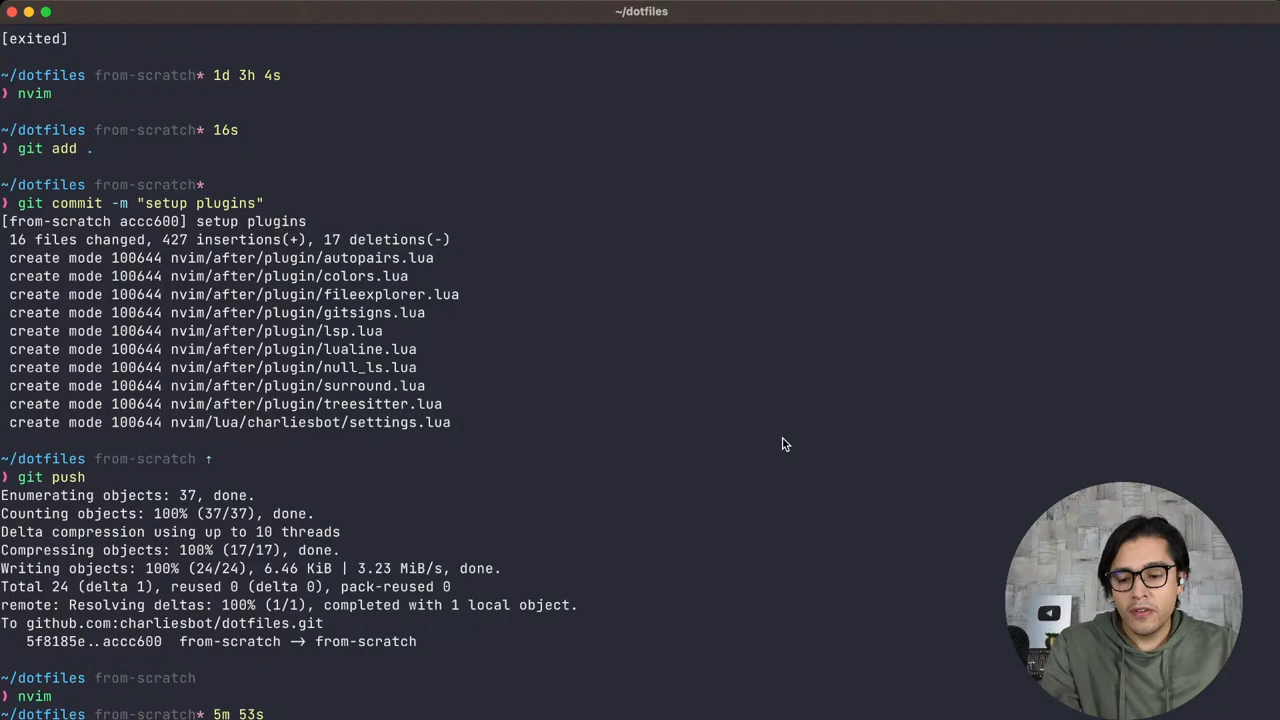 ~/dotfiles
[exited]
~/dotfiles from-scratch* 1d 3h 4s
❯ nvim
~/dotfiles from-scratch* 16s
❯ git add .
~/dotfiles from-scratch*
❯ git commit -m "setup plugins"
[from-scratch accc600] setup plugins
16 files changed, 427 insertions(+), 17 deletions(-)
create mode 100644 nvim/after/plugin/autopairs.lua
create mode 100644 nvim/after/plugin/colors.lua
create mode 100644 nvim/after/plugin/fileexplorer.lua
create mode 100644 nvim/after/plugin/gitsigns.lua
create mode 100644 nvim/after/plugin/lsp.lua
create mode 100644 nvim/after/plugin/lualine.lua
create mode 100644 nvim/after/plugin/null_ls.lua
create mode 100644 nvim/after/plugin/surround.lua
create mode 100644 nvim/after/plugin/treesitter.lua
create mode 100644 nvim/lua/charliesbot/settings.lua
~/dotfiles from-scratch ↑
❯ git push
Enumerating objects: 37, done.
Counting objects: 100% (37/37), done.
Delta compression using up to 10 threads
Compressing objects: 100% (17/17), done.
Writing objects: 100% (24/24), 6.46 KiB | 3.23 MiB/s, done.
Total 24 (delta 1), reused 0 (delta 0), pack-reused 0
remote: Resolving deltas: 100% (1/1), completed with 1 local object.
To github.com:charliesbot/dotfiles.git
5f8185e..accc600 from-scratch -> from-scratch
~/dotfiles from-scratch
❯ nvim
~/dotfiles from-scratch* 5m 53s